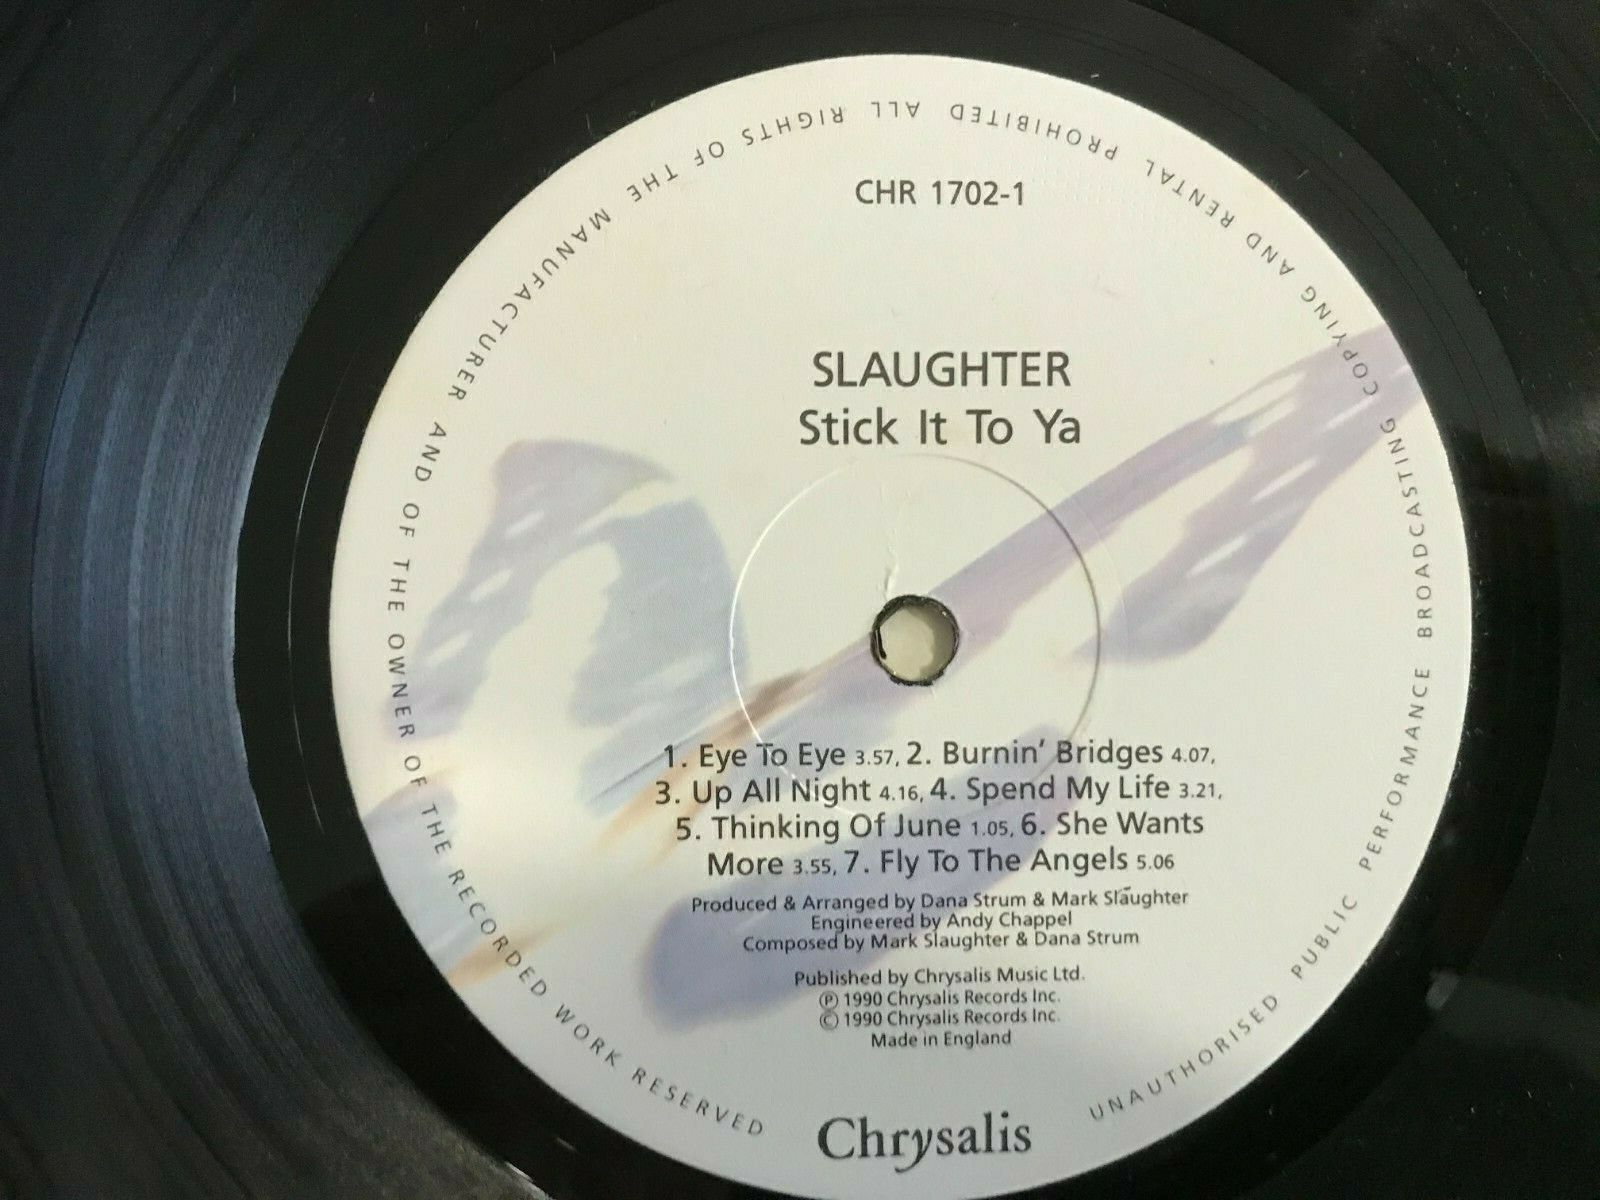 CHR 1702-1
SLAUGHTER
Stick It To Ya
1. Eye To Eye 3.57, 2. Burnin' Bridges 4.07,
3. Up All Night 4.16, 4. Spend My Life 3.21,
5. Thinking Of June 1.05, 6. She Wants
More 3.55, 7. Fly To The Angels 5.06
Produced & Arranged by Dana Strum & Mark Slaughter
Engineered by Andy Chappel
Composed by Mark Slaughter & Dana Strum
Published by Chrysalis Music Ltd.
Ⓟ 1990 Chrysalis Records Inc.
© 1990 Chrysalis Records Inc.
Made in England
Chrysalis
UNAUTHORISED PUBLIC PERFORMANCE BROADCASTING COPYING AND RENTAL PROHIBITED ALL RIGHTS OF THE MANUFACTURER AND OF THE OWNER OF THE RECORDED WORK RESERVED